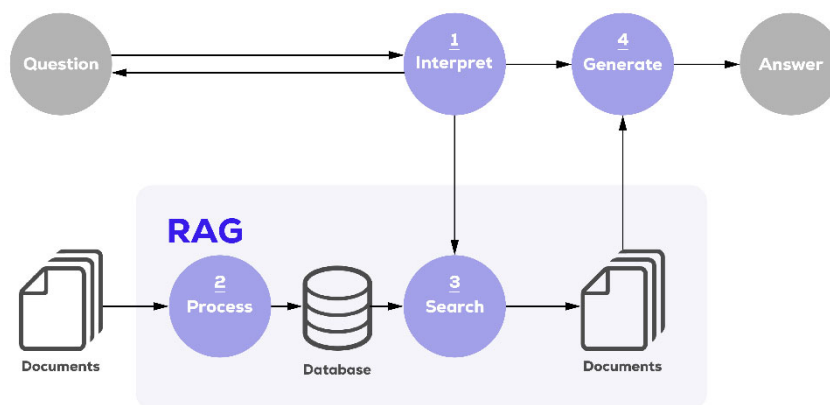 Question
1
Interpret
4
Generate
Answer
RAG
2
Process
3
Search
Documents
Database
Documents